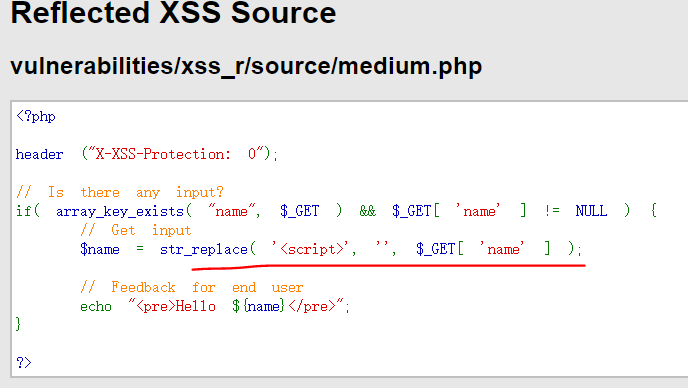 Reflected XSS Source
vulnerabilities/xss_r/source/medium.php
<?php
header ("X-XSS-Protection: 0");
// Is there any input?
if( array_key_exists( "name", $_GET ) && $_GET[ 'name' ] != NULL ) {
// Get input
$name = str_replace( '<script>', '', $_GET[ 'name' ] );
// Feedback for end user
echo "<pre>Hello ${name}</pre>";
}
?>